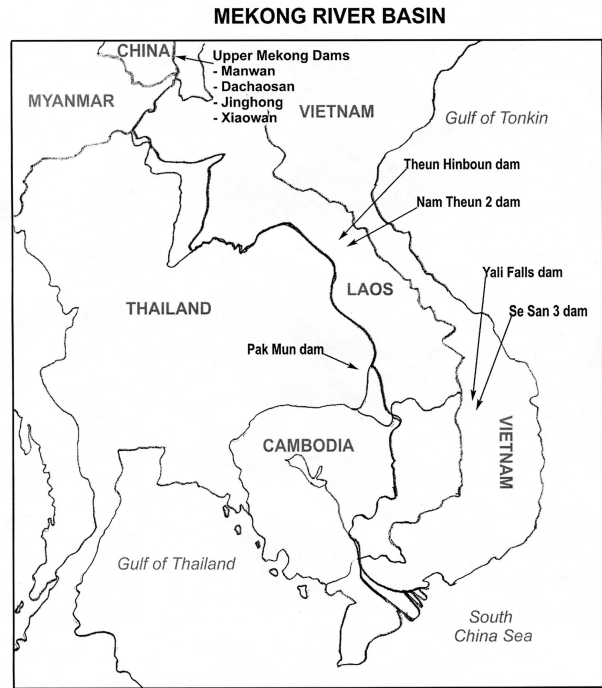 MEKONG RIVER BASIN
CHINA
Upper Mekong Dams
- Manwan
- Dachaosan
- Jinghong
- Xiaowan
MYANMAR
VIETNAM
Gulf of Tonkin
Theun Hinboun dam
Nam Theun 2 dam
Yali Falls dam
LAOS
THAILAND
Se San 3 dam
Pak Mun dam
CAMBODIA
VIETNAM
Gulf of Thailand
South
China Sea